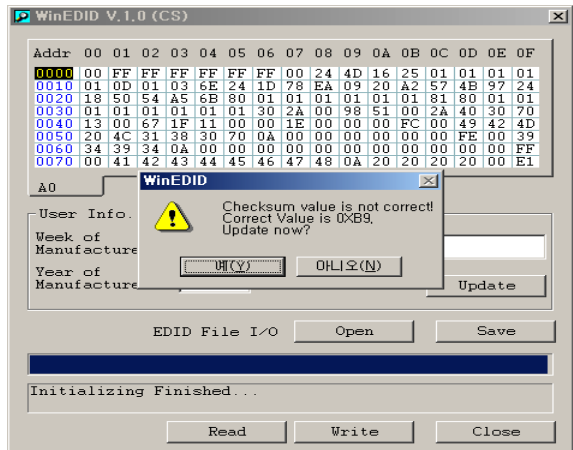 WinEDID V,1,0 (CS)
Addr 00 01 02 03 04 05 06 07 08 09 0A 0B 0C 0D 0E 0F
0000 00 FF FF FF FF FF FF 00 24 4D 16 25 01 01 01 01
0010 01 0D 01 03 6E 24 1D 78 EA 09 20 A2 57 4B 97 24
0020 18 50 54 A5 6B 80 01 01 01 01 01 01 81 80 01 01
0030 01 01 01 01 01 01 30 2A 00 98 51 00 2A 40 30 70
0040 13 00 67 1F 11 00 00 1E 00 00 00 FC 00 49 42 4D
0050 20 4C 31 38 30 70 0A 00 00 00 00 00 00 FE 00 39
0060 34 39 34 0A 00 00 00 00 00 00 00 00 00 00 00 FF
0070 00 41 42 43 44 45 46 47 48 0A 20 20 20 20 00 E1
A0
WinEDID
Checksum value is not correct!
Correct Value is 0XB9,
Update now?
예(Y)
아니오(N)
User Info.
Week of
Manufacture
Year of
Manufacture
Update
EDID File I/O
Open
Save
Initializing Finished...
Read
Write
Close